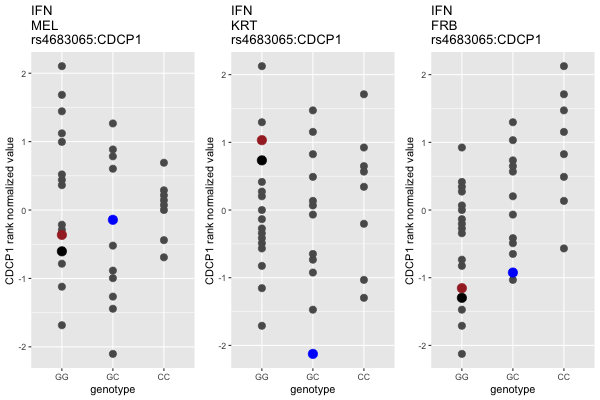 IFN
MEL
rs4683065:CDCP1
CDCP1 rank normalized value
2
1
0
-1
-2
GG
GC
CC
genotype
IFN
KRT
rs4683065:CDCP1
CDCP1 rank normalized value
2
1
0
-1
-2
GG
GC
CC
genotype
IFN
FRB
rs4683065:CDCP1
CDCP1 rank normalized value
2
1
0
-1
-2
GG
GC
CC
genotype